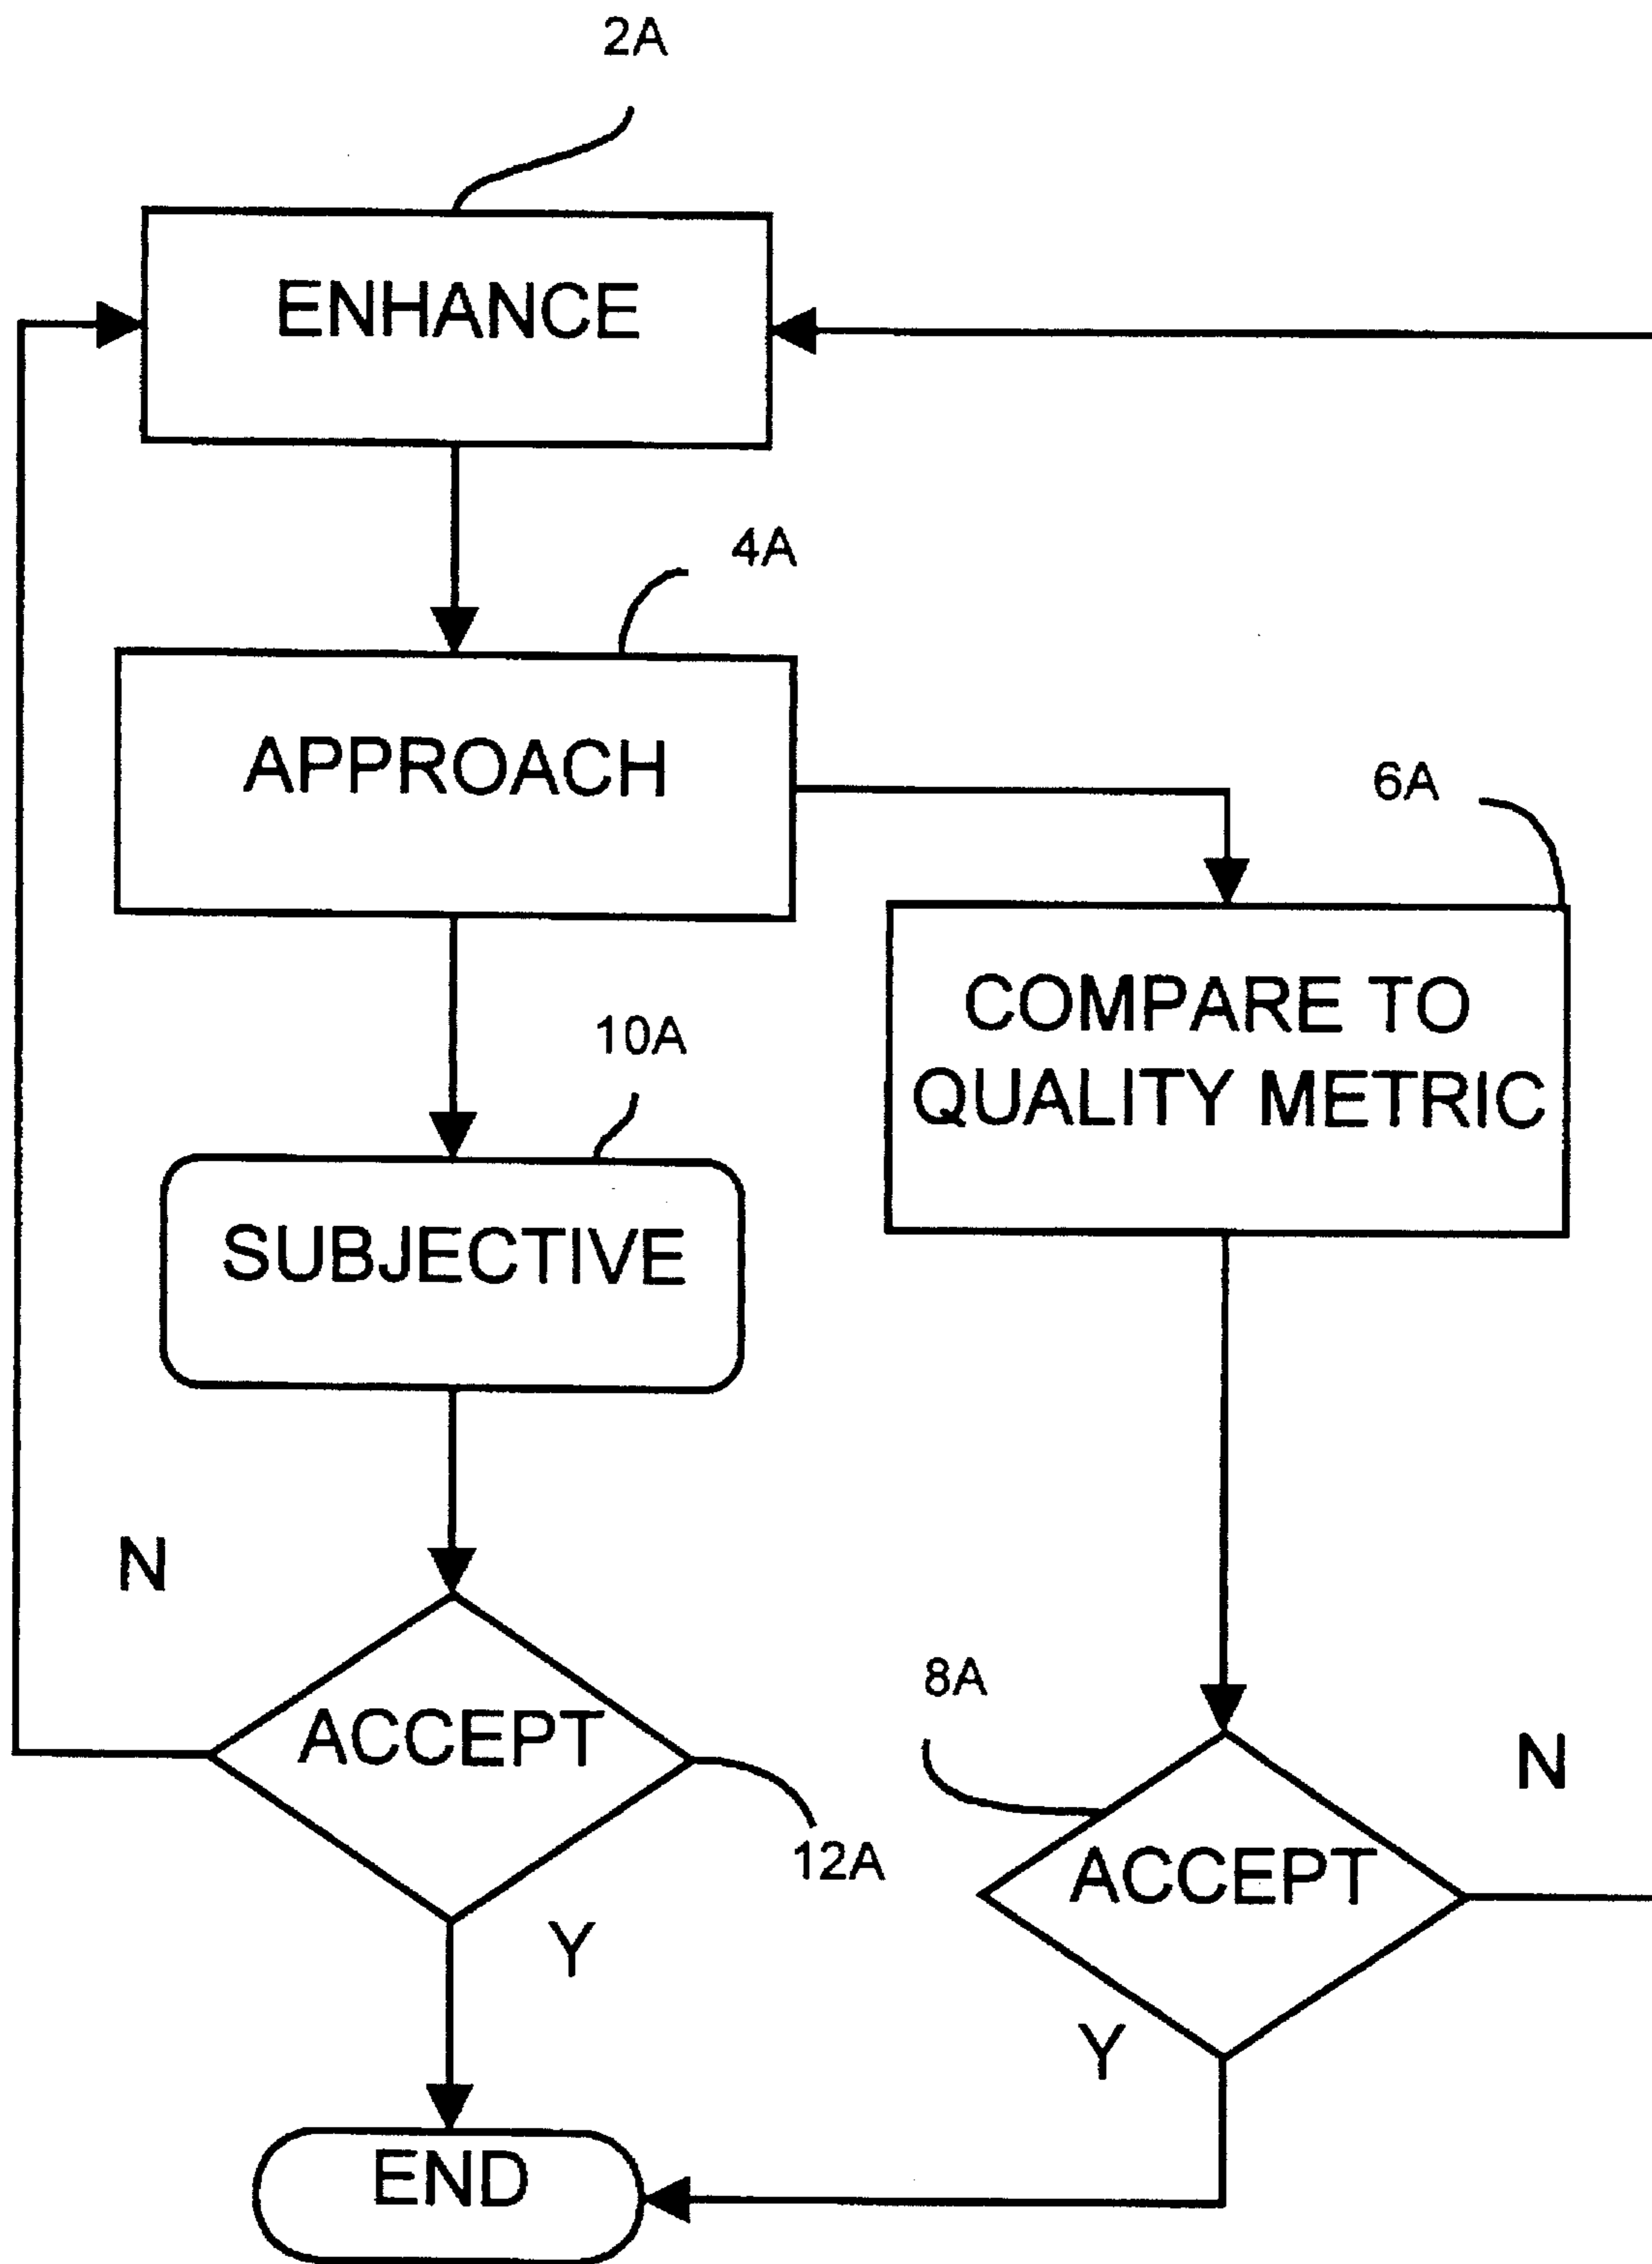 2A
ENHANCE
4A
APPROACH
6A
COMPARE TO
QUALITY METRIC
10A
SUBJECTIVE
N
ACCEPT
12A
8A
N
ACCEPT
Y
Y
END